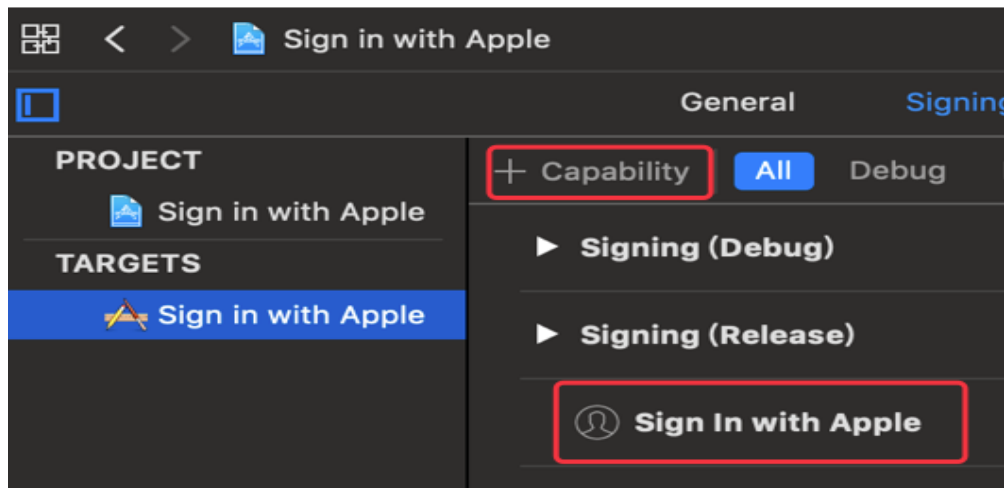 Sign in with Apple
General Signing
PROJECT
Sign in with Apple
TARGETS
Sign in with Apple
+ Capability All Debug
Signing (Debug)
Signing (Release)
Sign In with Apple